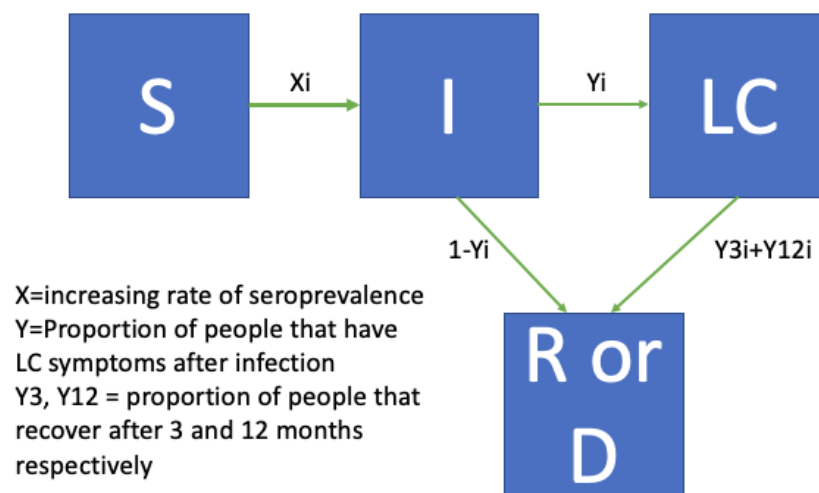 S
Xi
I
Yi
LC
1-Yi
Y3i+Y12i
X=increasing rate of seroprevalence
Y=Proportion of people that have
LC symptoms after infection
Y3, Y12 = proportion of people that
recover after 3 and 12 months
respectively
R or
D